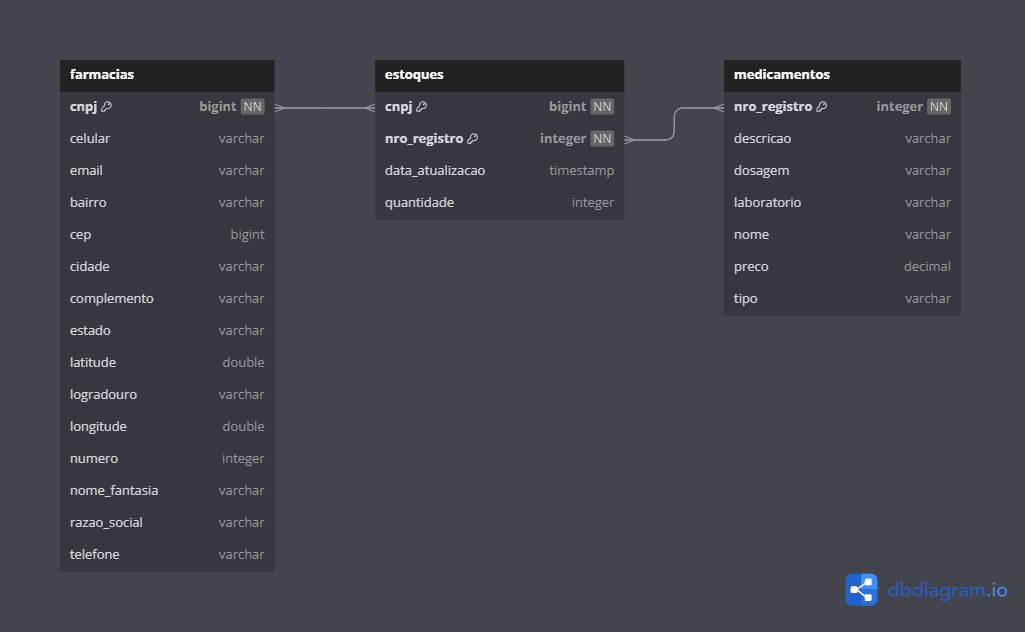 farmacias
cnpj bigint NN
celular varchar
email varchar
bairro varchar
cep bigint
cidade varchar
complemento varchar
estado varchar
latitude double
logradouro varchar
longitude double
numero integer
nome_fantasia varchar
razao_social varchar
telefone varchar
estoques
cnpj bigint NN
nro_registro integer NN
data_atualizacao timestamp
quantidade integer
medicamentos
nro_registro integer NN
descricao varchar
dosagem varchar
laboratorio varchar
nome varchar
preco decimal
tipo varchar
dbdiagram.io